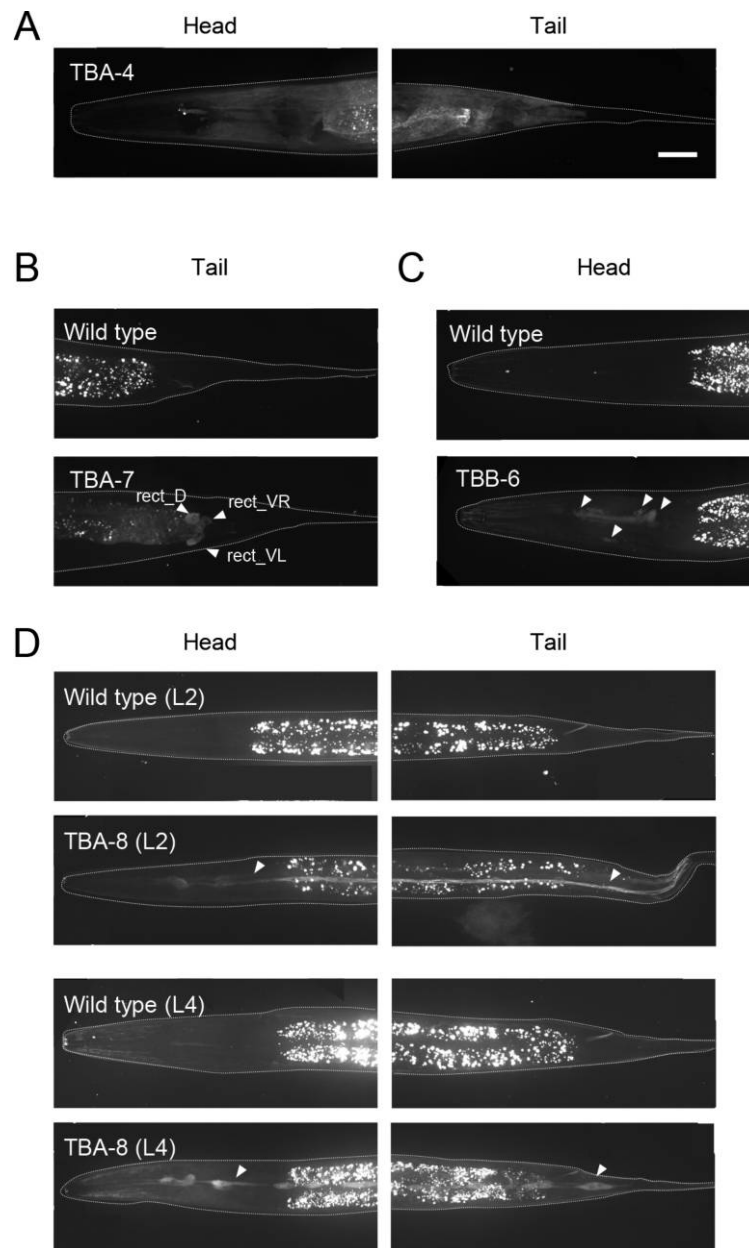 A
Head
Tail
TBA-4
B
Tail
C
Head
Wild type
Wild type
TBA-7
rect_D
rect_VR
rect_VL
TBB-6
D
Head
Tail
Wild type (L2)
TBA-8 (L2)
Wild type (L4)
TBA-8 (L4)